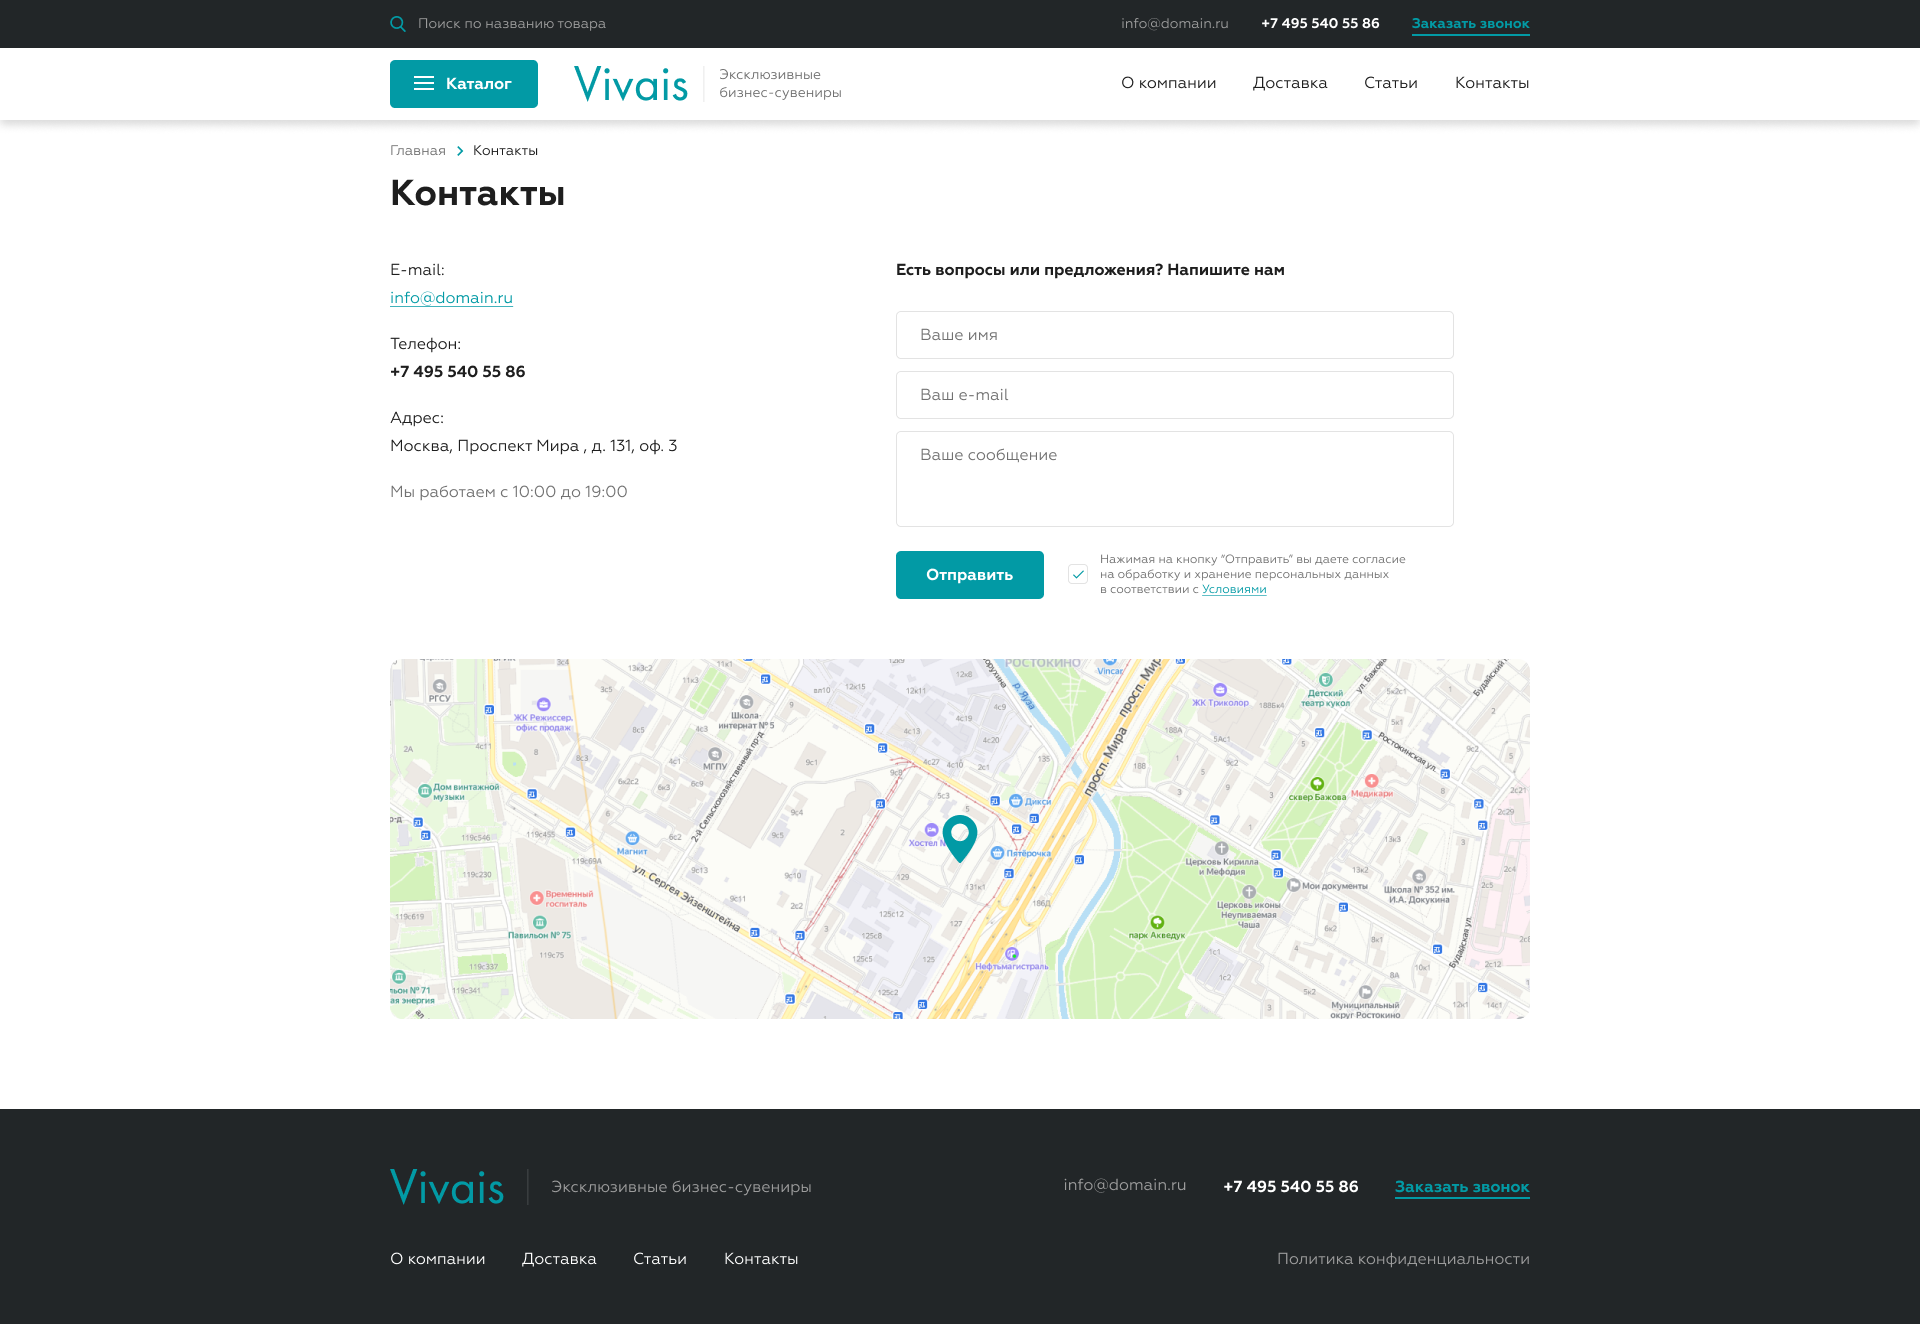 Поиск по названию товара
info@domain.ru
+7 495 540 55 86
Заказать звонок
Каталог
Vivais
Эксклюзивные
бизнес-сувениры
О компании
Доставка
Статьи
Контакты
Главная
Контакты
Контакты
E-mail:
info@domain.ru
Телефон:
+7 495 540 55 86
Адрес:
Москва, Проспект Мира , д. 131, оф. 3
Мы работаем с 10:00 до 19:00
Есть вопросы или предложения? Напишите нам
Ваше имя
Ваш e-mail
Ваше сообщение
Отправить
Нажимая на кнопку “Отправить” вы даете согласие
на обработку и хранение персональных данных
в соответствии с Условиями
РОСТОКИНО
Vincar
РГСУ
ЖК Режиссер,
офис продаж
Школа-
интернат № 5
МГПУ
2-й Сельскохозяйственный пр-д
р. Яуза
просп. Мира
просп. Мира
ЖК Триколор
Детский
театр кукол
Ростокинская ул.
сквер Бажова
Медикари
Дом винтажной
музыки
Магнит
Дикси
Хостел
Пятёрочка
ул. Сергея Эйзенштейна
Временный
госпиталь
Павильон № 75
Церковь Кирилла
и Мефодия
Мои документы
Школа № 352 им.
И.А. Докукина
Церковь иконы
Неупиваемая
Чаша
парк Акведук
Нефтьмагистраль
Будайская ул.
Муниципальный
округ Ростокино
Vivais
Эксклюзивные бизнес-сувениры
info@domain.ru
+7 495 540 55 86
Заказать звонок
О компании
Доставка
Статьи
Контакты
Политика конфиденциальности